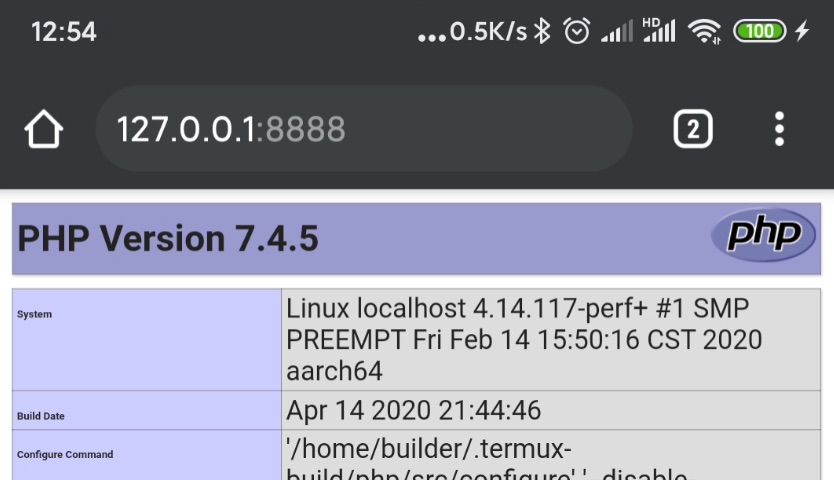 12:54
...0.5K/s HD 100
127.0.0.1:8888
2
PHP Version 7.4.5
php
System
Linux localhost 4.14.117-perf+ #1 SMP
PREEMPT Fri Feb 14 15:50:16 CST 2020
aarch64
Build Date
Apr 14 2020 21:44:46
Configure Command
'/home/builder/.termux-
build/php/src/configure' '--disable